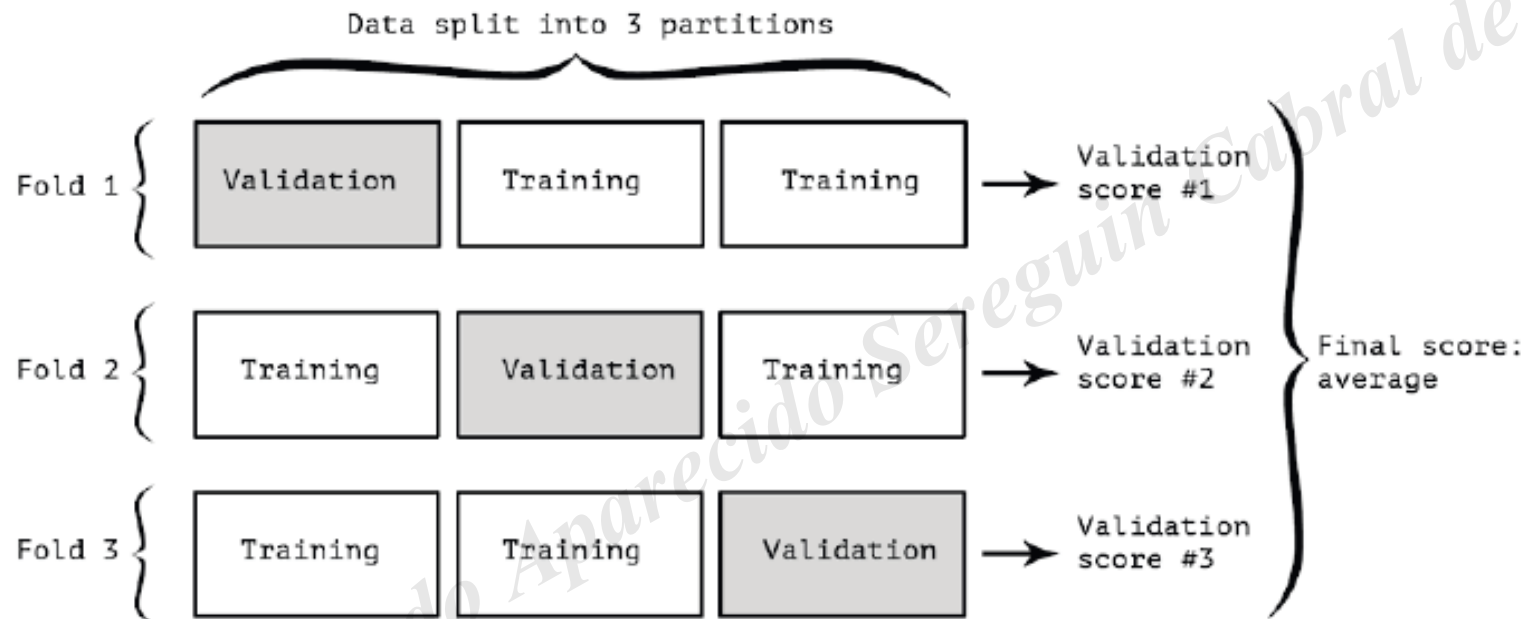 Data split into 3 partitions
Fold 1
Validation
Training
Training
Validation
score #1
Fold 2
Training
Validation
Training
Validation
score #2
Final score:
average
Fold 3
Training
Training
Validation
Validation
score #3
do Aparecido Sereguin Cabral de